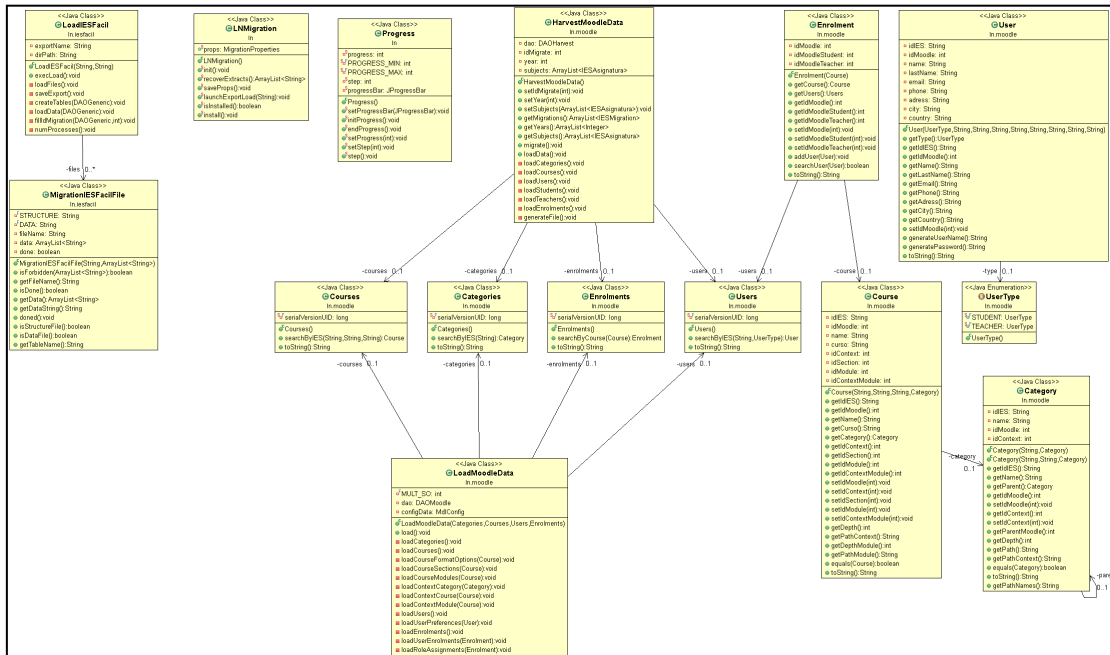 <<Java Class>>
LoadIESFacil
ln.iesfacil
exportName: String
dirPath: String
LoadIESFacil(String,String)
execLoad():void
loadFiles():void
saveExport():void
createTables(DAOGeneric):void
loadData(DAOGeneric):void
fillIdMigration(DAOGeneric,int):void
numProcesses():void
-files 0..*
<<Java Class>>
MigrationIESFacilFile
ln.iesfacil
STRUCTURE: String
DATA: String
fileName: String
data: ArrayList<String>
done: boolean
MigrationIESFacilFile(String,ArrayList<String>)
isForbidden(ArrayList<String>):boolean
getFileName():String
isDone():boolean
getData():ArrayList<String>
getDataString():String
doned():void
isStructureFile():boolean
isDataFile():boolean
getTableName():String
<<Java Class>>
LNMigration
ln
props: MigrationProperties
LNMigration()
init():void
recoverExtracts():ArrayList<String>
saveProps():void
launchExportLoad(String):void
isInstalled():boolean
install():void
<<Java Class>>
Progress
ln
progress: int
PROGRESS_MIN: int
PROGRESS_MAX: int
step: int
progressBar: JProgressBar
Progress()
setProgressBar(JProgressBar):void
initProgress():void
endProgress():void
setProgress(int):void
setStep(int):void
step():void
<<Java Class>>
HarvestMoodleData
ln.moodle
dao: DAOHarvest
idMigrate: int
year: int
subjects: ArrayList<IESAsignatura>
HarvestMoodleData()
setIdMigrate(int):void
setYear(int):void
setSubjects(ArrayList<IESAsignatura>):void
getMigrations():ArrayList<IESMigration>
getYears():ArrayList<Integer>
getSubjects():ArrayList<IESAsignatura>
migrate():void
loadData():void
loadCategories():void
loadCourses():void
loadUsers():void
loadStudents():void
loadTeachers():void
loadEnrolments():void
generateFile():void
<<Java Class>>
Enrolment
ln.moodle
idMoodle: int
idMoodleStudent: int
idMoodleTeacher: int
Enrolment(Course)
getCourse():Course
getUsers():Users
getIdMoodle():int
getIdMoodleStudent():int
getIdMoodleTeacher():int
setIdMoodle(int):void
setIdMoodleStudent(int):void
setIdMoodleTeacher(int):void
addUser(User):void
searchUser(User):boolean
toString():String
<<Java Class>>
User
ln.moodle
idIES: String
idMoodle: int
name: String
lastName: String
email: String
phone: String
adress: String
city: String
country: String
User(UserType,String,String,String,String,String,String,String,String)
getType():UserType
getIdIES():String
getIdMoodle():int
getName():String
getLastName():String
getEmail():String
getPhone():String
getAdress():String
getCity():String
getCountry():String
setIdMoodle(int):void
generateUserName():String
generatePassword():String
toString():String
-courses 0..1
-categories 0..1
-enrolments 0..1
-users 0..1
-users 0..1
-course 0..1
-type 0..1
<<Java Class>>
Courses
ln.moodle
serialVersionUID: long
Courses()
searchByIES(String,String,String):Course
toString():String
<<Java Class>>
Categories
ln.moodle
serialVersionUID: long
Categories()
searchByIES(String):Category
toString():String
<<Java Class>>
Enrolments
ln.moodle
serialVersionUID: long
Enrolments()
searchByCourse(Course):Enrolment
toString():String
<<Java Class>>
Users
ln.moodle
serialVersionUID: long
Users()
searchByIES(String,UserType):User
toString():String
<<Java Class>>
Course
ln.moodle
idIES: String
idMoodle: int
name: String
curso: String
idContext: int
idSection: int
idModule: int
idContextModule: int
Course(String,String,String,Category)
getIdIES():String
getIdMoodle():int
getName():String
getCurso():String
getCategory():Category
getIdContext():int
getIdSection():int
getIdModule():int
getIdContextModule():int
setIdMoodle(int):void
setIdContext(int):void
setIdSection(int):void
setIdModule(int):void
setIdContextModule(int):void
getDepth():int
getPathContext():String
getDepthModule():int
getPathModule():String
equals(Course):boolean
toString():String
<<Java Enumeration>>
UserType
ln.moodle
STUDENT: UserType
TEACHER: UserType
UserType()
-category
0..1
<<Java Class>>
Category
ln.moodle
idIES: String
name: String
idMoodle: int
idContext: int
Category(String,Category)
Category(String,String,Category)
getIdIES():String
getName():String
getParent():Category
getIdMoodle():int
setIdMoodle(int):void
getIdContext():int
setIdContext(int):void
getParentMoodle():int
getDepth():int
getPath():String
getPathContext():String
equals(Category):boolean
toString():String
getPathNames():String
-pare
0..1
-courses 0..1
-categories 0..1
-enrolments 0..1
-users 0..1
<<Java Class>>
LoadMoodleData
ln.moodle
MULT_SO: int
dao: DAOMoodle
configData: MdlConfig
LoadMoodleData(Categories,Courses,Users,Enrolments)
load():void
loadCategories():void
loadCourses():void
loadCourseFormatOptions(Course):void
loadCourseSections(Course):void
loadCourseModules(Course):void
loadContextCategory(Category):void
loadContextCourse(Course):void
loadContextModule(Course):void
loadUsers():void
loadUserPreferences(User):void
loadEnrolments():void
loadUserEnrolments(Enrolment):void
loadRoleAssignments(Enrolment):void